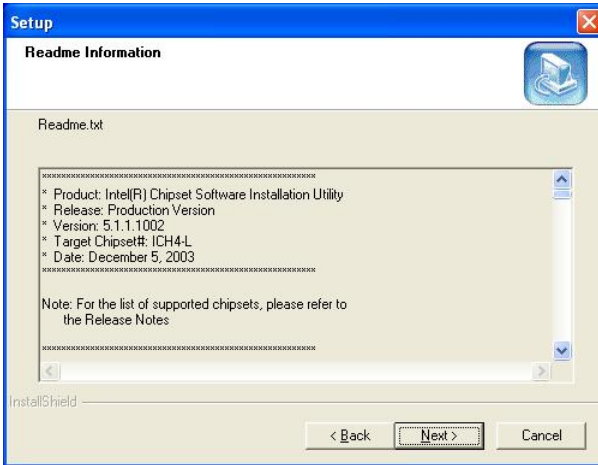 Setup
Readme Information
Readme.txt
************************************************************
* Product: Intel(R) Chipset Software Installation Utility
* Release: Production Version
* Version: 5.1.1.1002
* Target Chipset#: ICH4-L
* Date: December 5, 2003
************************************************************
Note: For the list of supported chipsets, please refer to
the Release Notes
************************************************************
InstallShield
< Back
Next >
Cancel